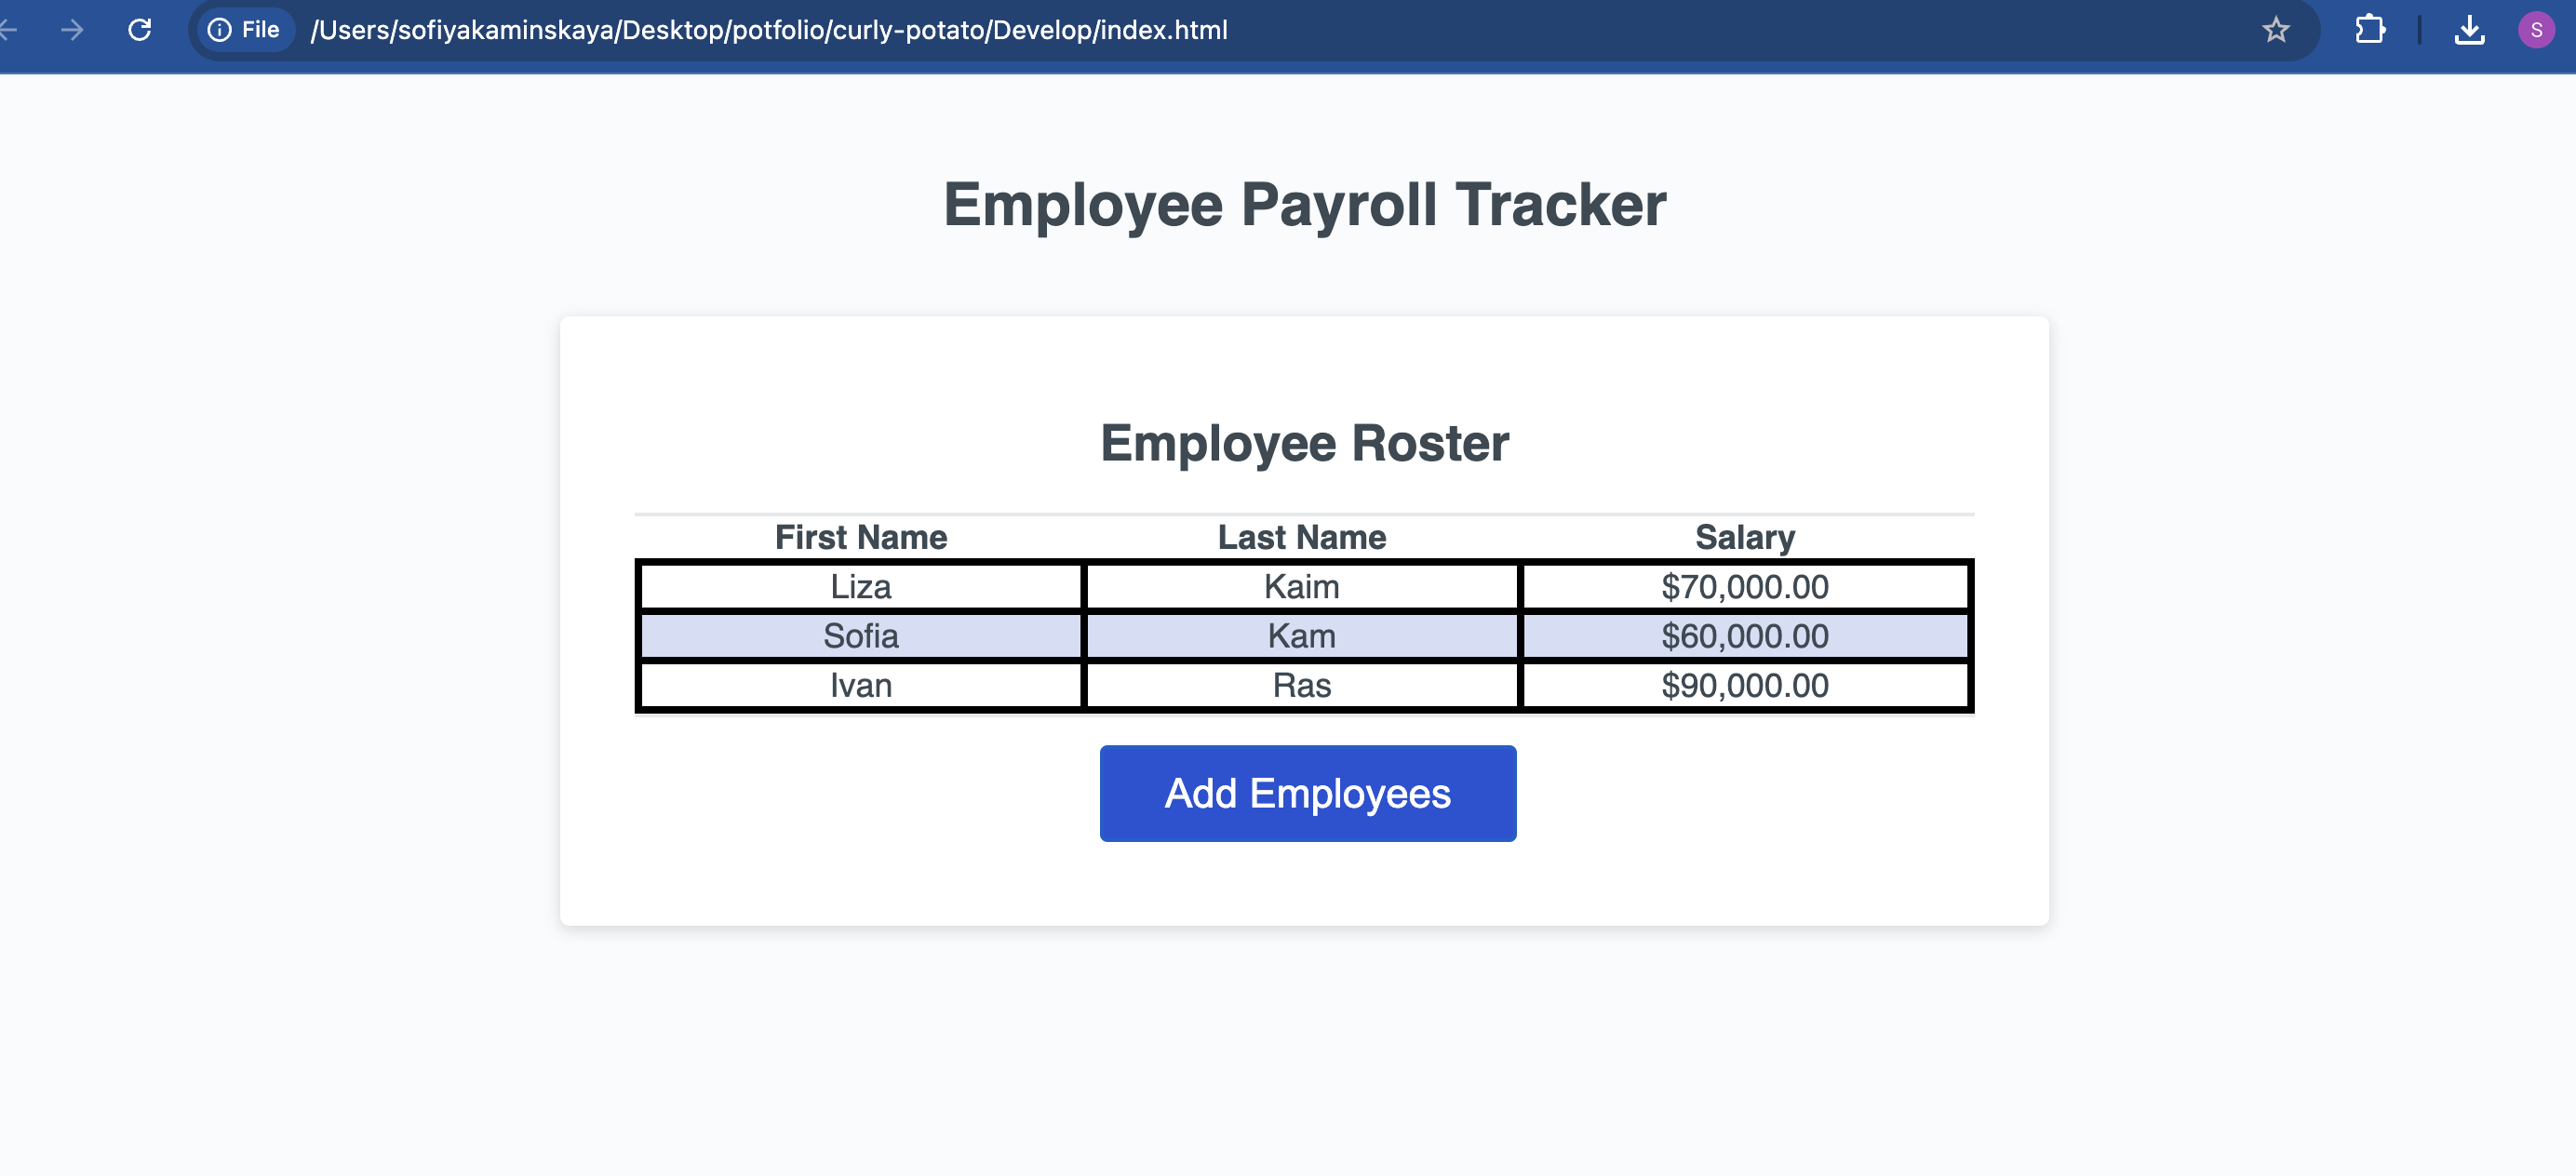 File /Users/sofiyakaminskaya/Desktop/potfolio/curly-potato/Develop/index.html S
Employee Payroll Tracker
Employee Roster
First Name Last Name Salary
Liza Kaim $70,000.00
Sofia Kam $60,000.00
Ivan Ras $90,000.00
Add Employees